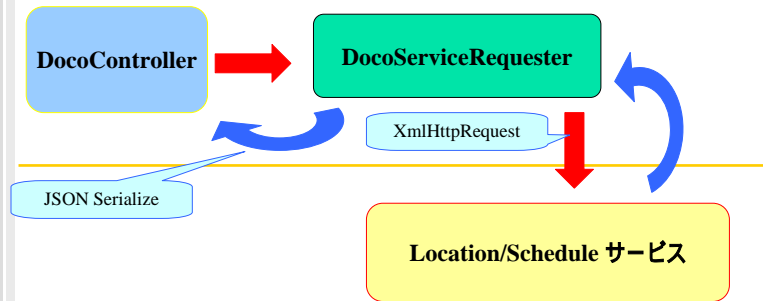 DocoController
DocoServiceRequester
XmlHttpRequest
JSON Serialize
Location/Schedule サービス